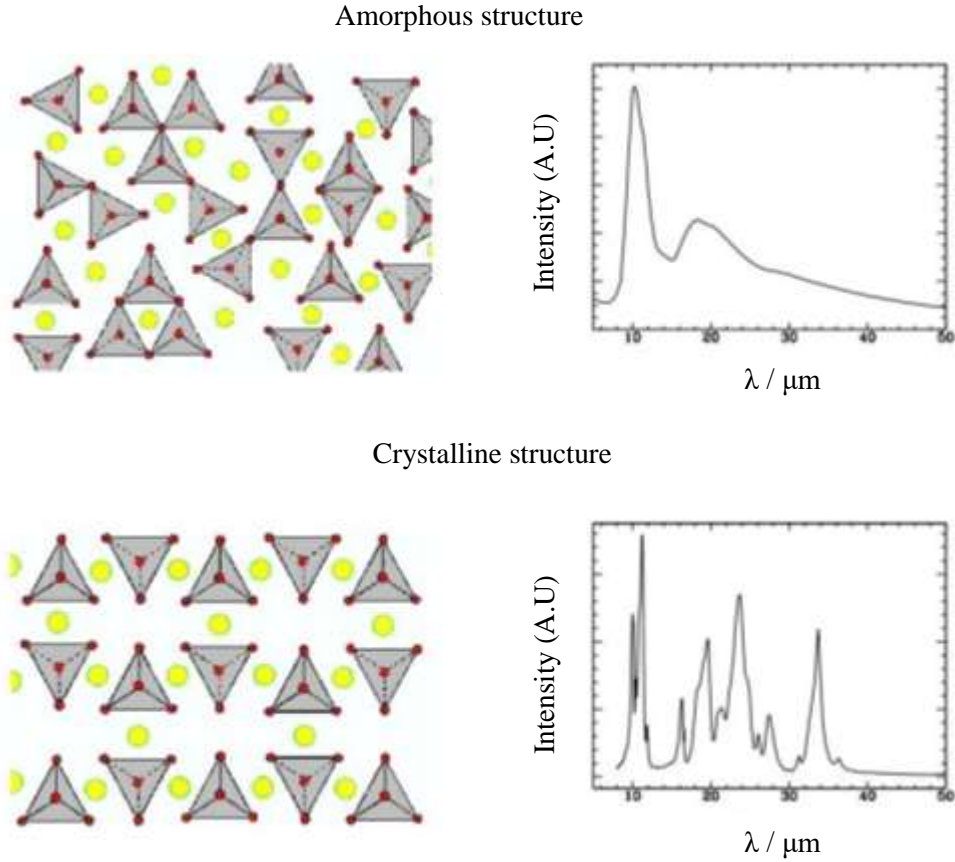 Amorphous structure
Intensity (A.U)
10 20 30 40 50
λ / μm
Crystalline structure
Intensity (A.U)
10 20 30 40 50
λ / μm